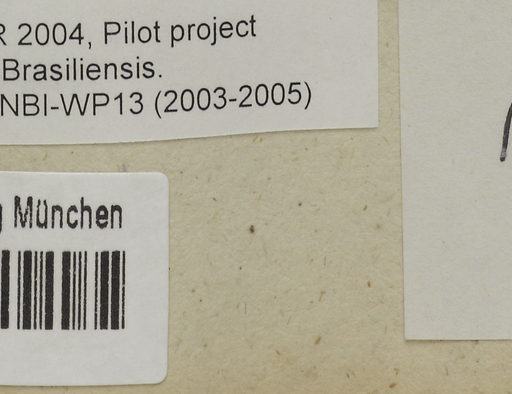 R 2004, Pilot project
Brasiliensis.
NBI-WP13 (2003-2005)
g München